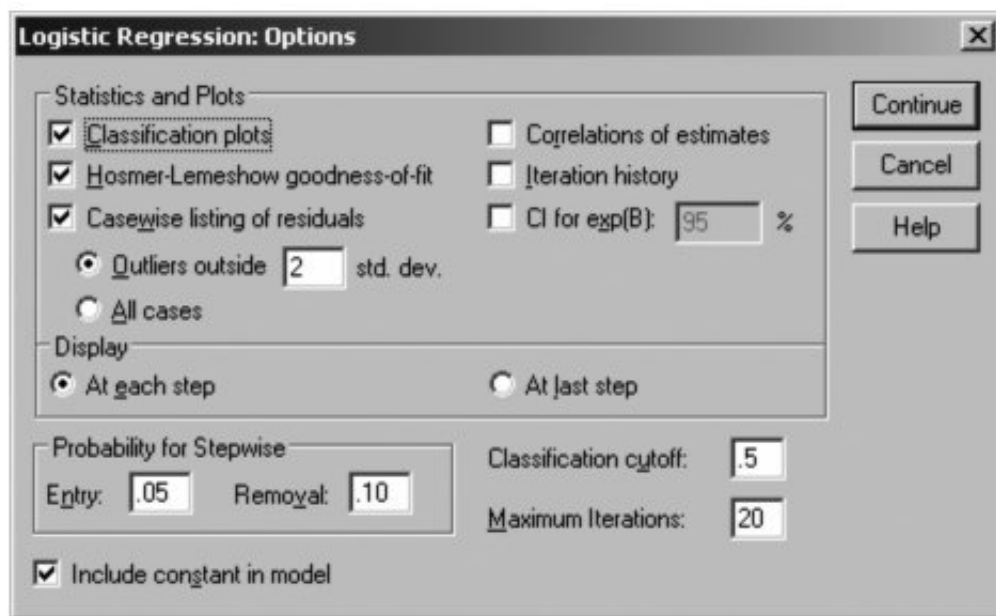 Logistic Regression: Options
Statistics and Plots
Classification plots
Correlations of estimates
Continue
Hosmer-Lemeshow goodness-of-fit
Iteration history
Cancel
Casewise listing of residuals
CI for exp(B): 95 %
Help
Outliers outside 2 std. dev.
All cases
Display
At each step
At last step
Probability for Stepwise
Entry: .05 Removal: .10
Classification cutoff: .5
Maximum Iterations: 20
Include constant in model